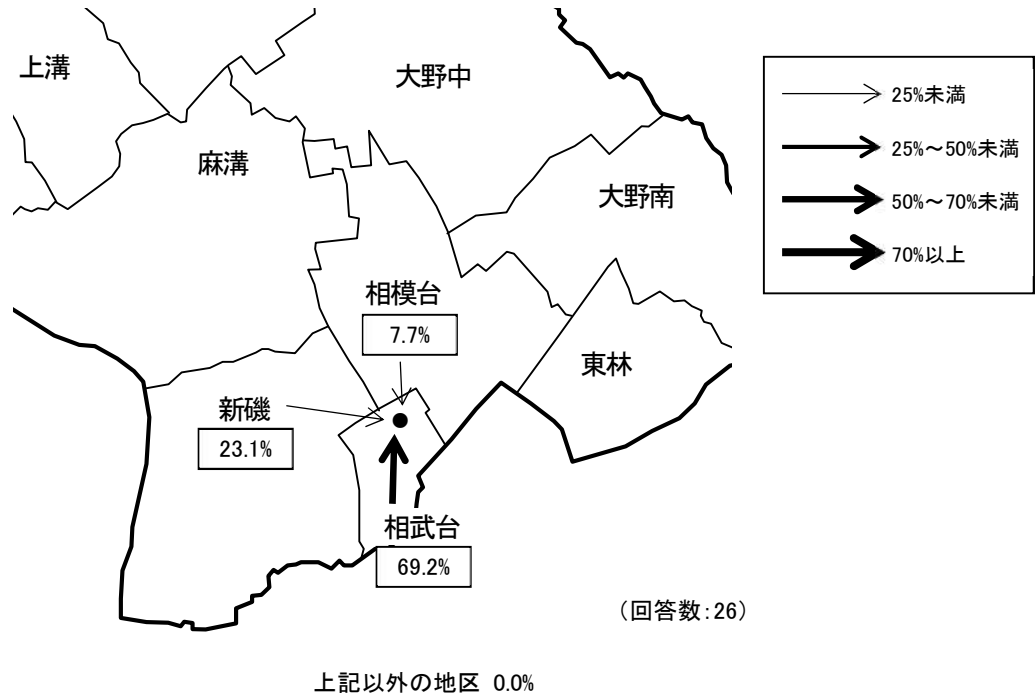 上溝
大野中
麻溝
大野南
相模台
7.7%
東林
新磯
23.1%
相武台
69.2%
25%未満
25%～50%未満
50%～70%未満
70%以上
（回答数：26）
上記以外の地区 0.0%